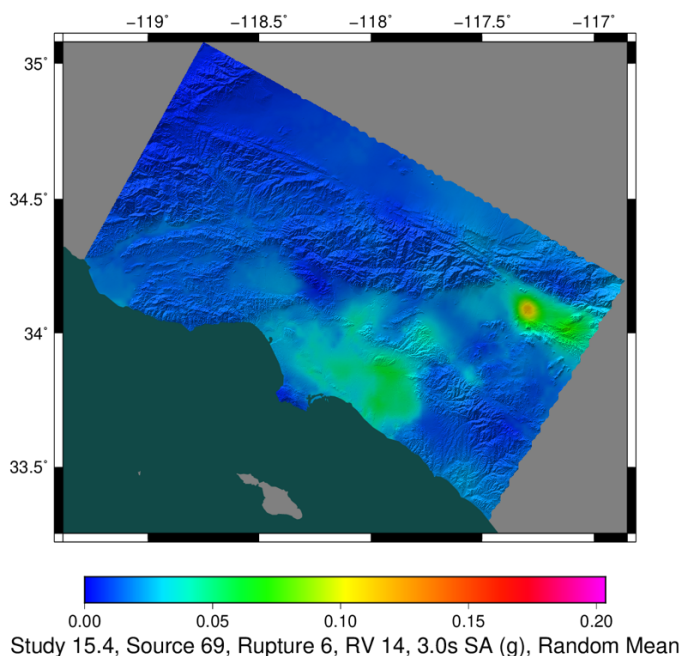 −119 −118.5 −118 −117.5 −117
35˚
34.5˚
34˚
33.5˚
0.00 0.05 0.10 0.15 0.20
Study 15.4, Source 69, Rupture 6, RV 14, 3.0s SA (g), Random Mean